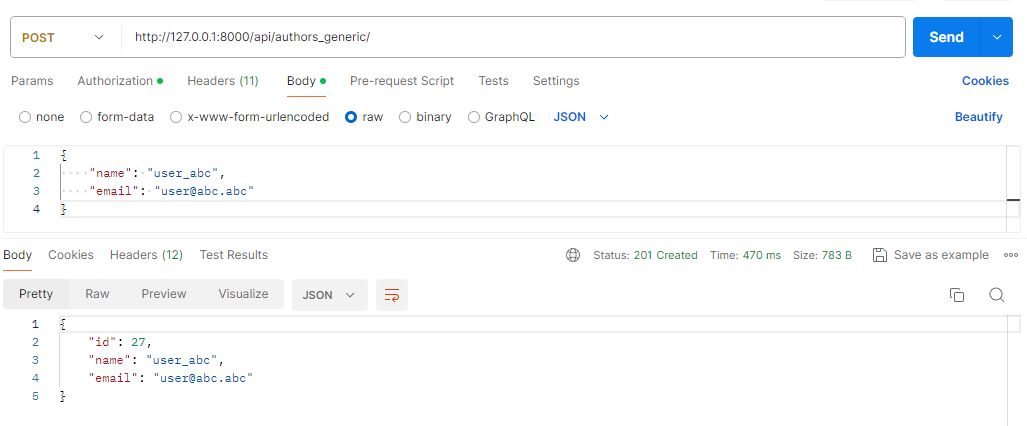 POST http://127.0.0.1:8000/api/authors_generic/ Send
Params Authorization Headers (11) Body Pre-request Script Tests Settings Cookies
none form-data x-www-form-urlencoded raw binary GraphQL JSON Beautify
1 {
2 "name": "user_abc",
3 "email": "user@abc.abc"
4 }
Body Cookies Headers (12) Test Results Status: 201 Created Time: 470 ms Size: 783 B Save as example
Pretty Raw Preview Visualize JSON
1 {
2 "id": 27,
3 "name": "user_abc",
4 "email": "user@abc.abc"
5 }